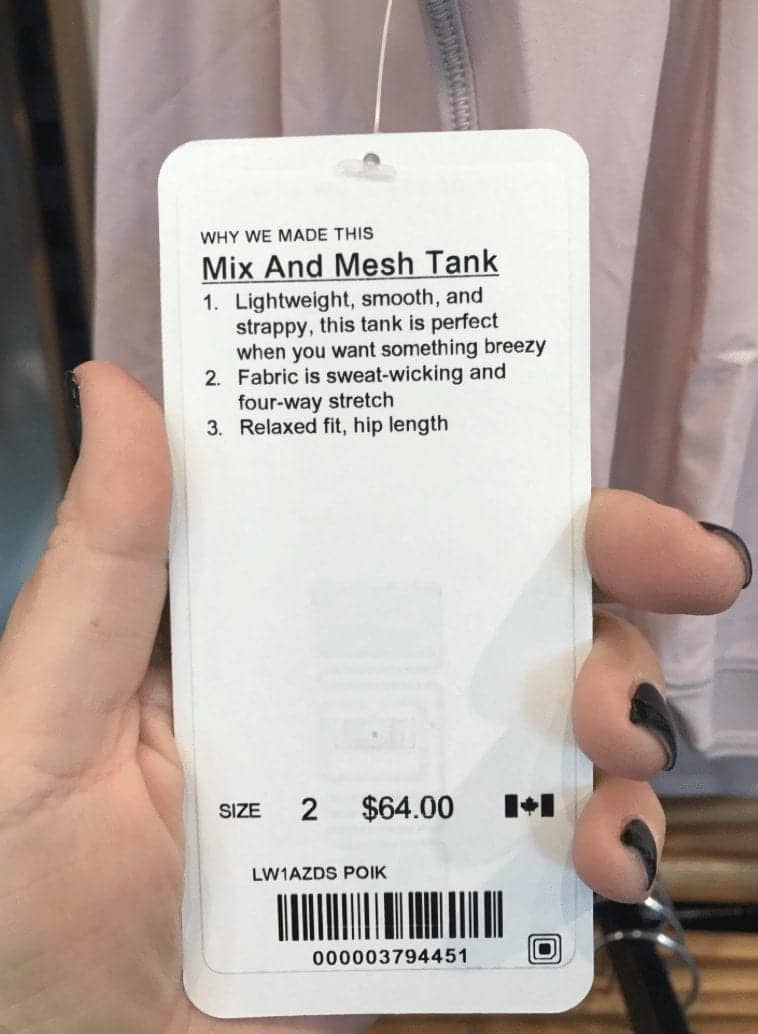 WHY WE MADE THIS
Mix And Mesh Tank
1. Lightweight, smooth, and
strappy, this tank is perfect
when you want something breezy
2. Fabric is sweat-wicking and
four-way stretch
3. Relaxed fit, hip length
SIZE 2 $64.00
LW1AZDS POIK
000003794451